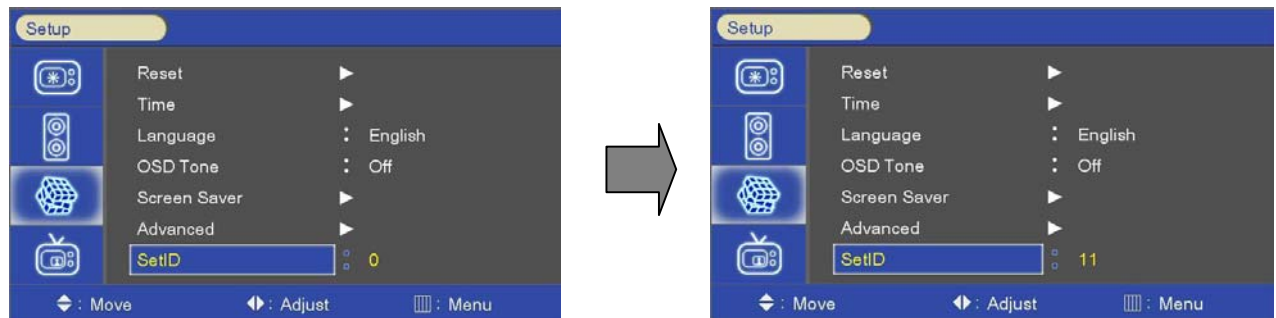 Setup
Reset ►
Time ►
Language : English
OSD Tone : Off
Screen Saver ►
Advanced ►
SetID : 0
: Move : Adjust : Menu
Setup
Reset ►
Time ►
Language : English
OSD Tone : Off
Screen Saver ►
Advanced ►
SetID : 11
: Move : Adjust : Menu